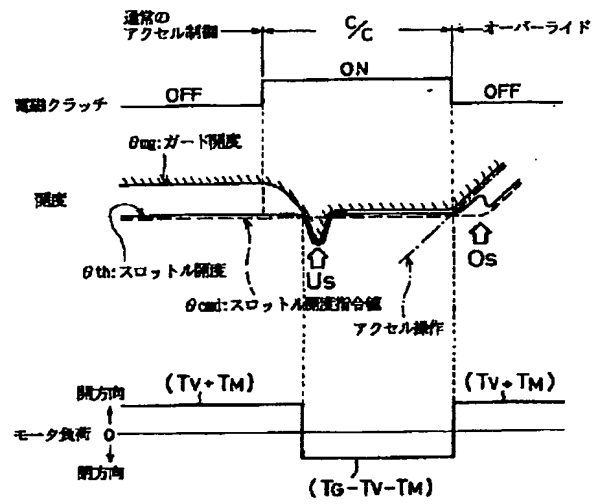 通常の
アクセル制御
C/C
オーバーライド
電磁クラッチ
OFF
ON
OFF
θmg:ガード開度
開度
θth:スロットル開度
Us
Os
θcmd:スロットル開度指令値
アクセル操作
(TV+TM)
(TV+TM)
開方向
モータ負荷 0
閉方向
(TG-TV-TM)